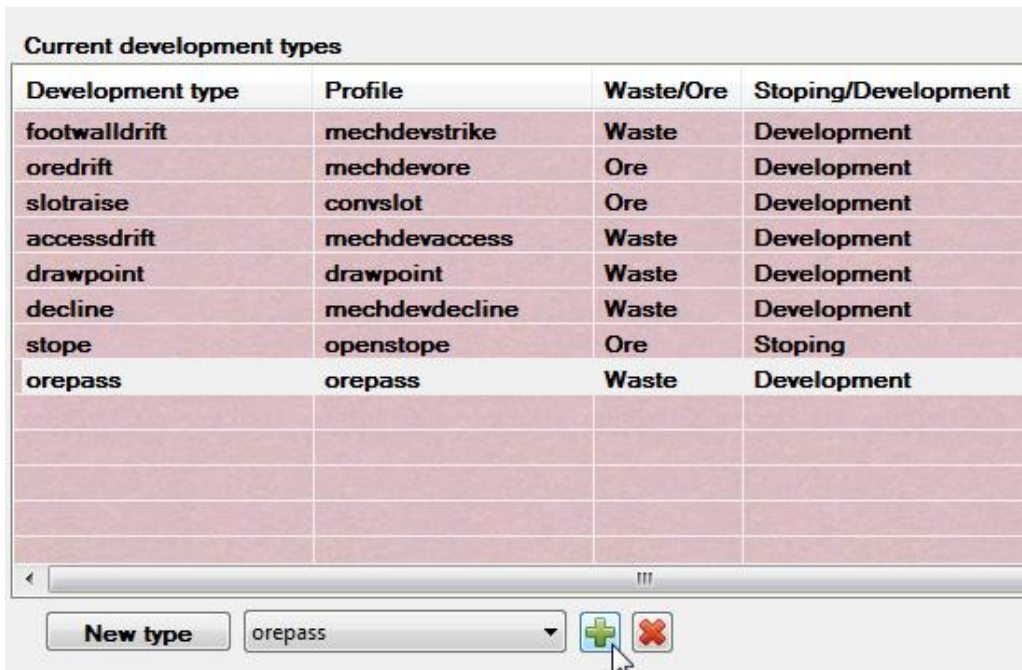 Current development types
Development type Profile Waste/Ore Stoping/Development
footwalldrift mechdevstrike Waste Development
oredrift mechdevore Ore Development
slotraise convslot Ore Development
accessdrift mechdevaccess Waste Development
drawpoint drawpoint Waste Development
decline mechdevdecline Waste Development
stope openstope Ore Stoping
orepass orepass Waste Development
New type orepass